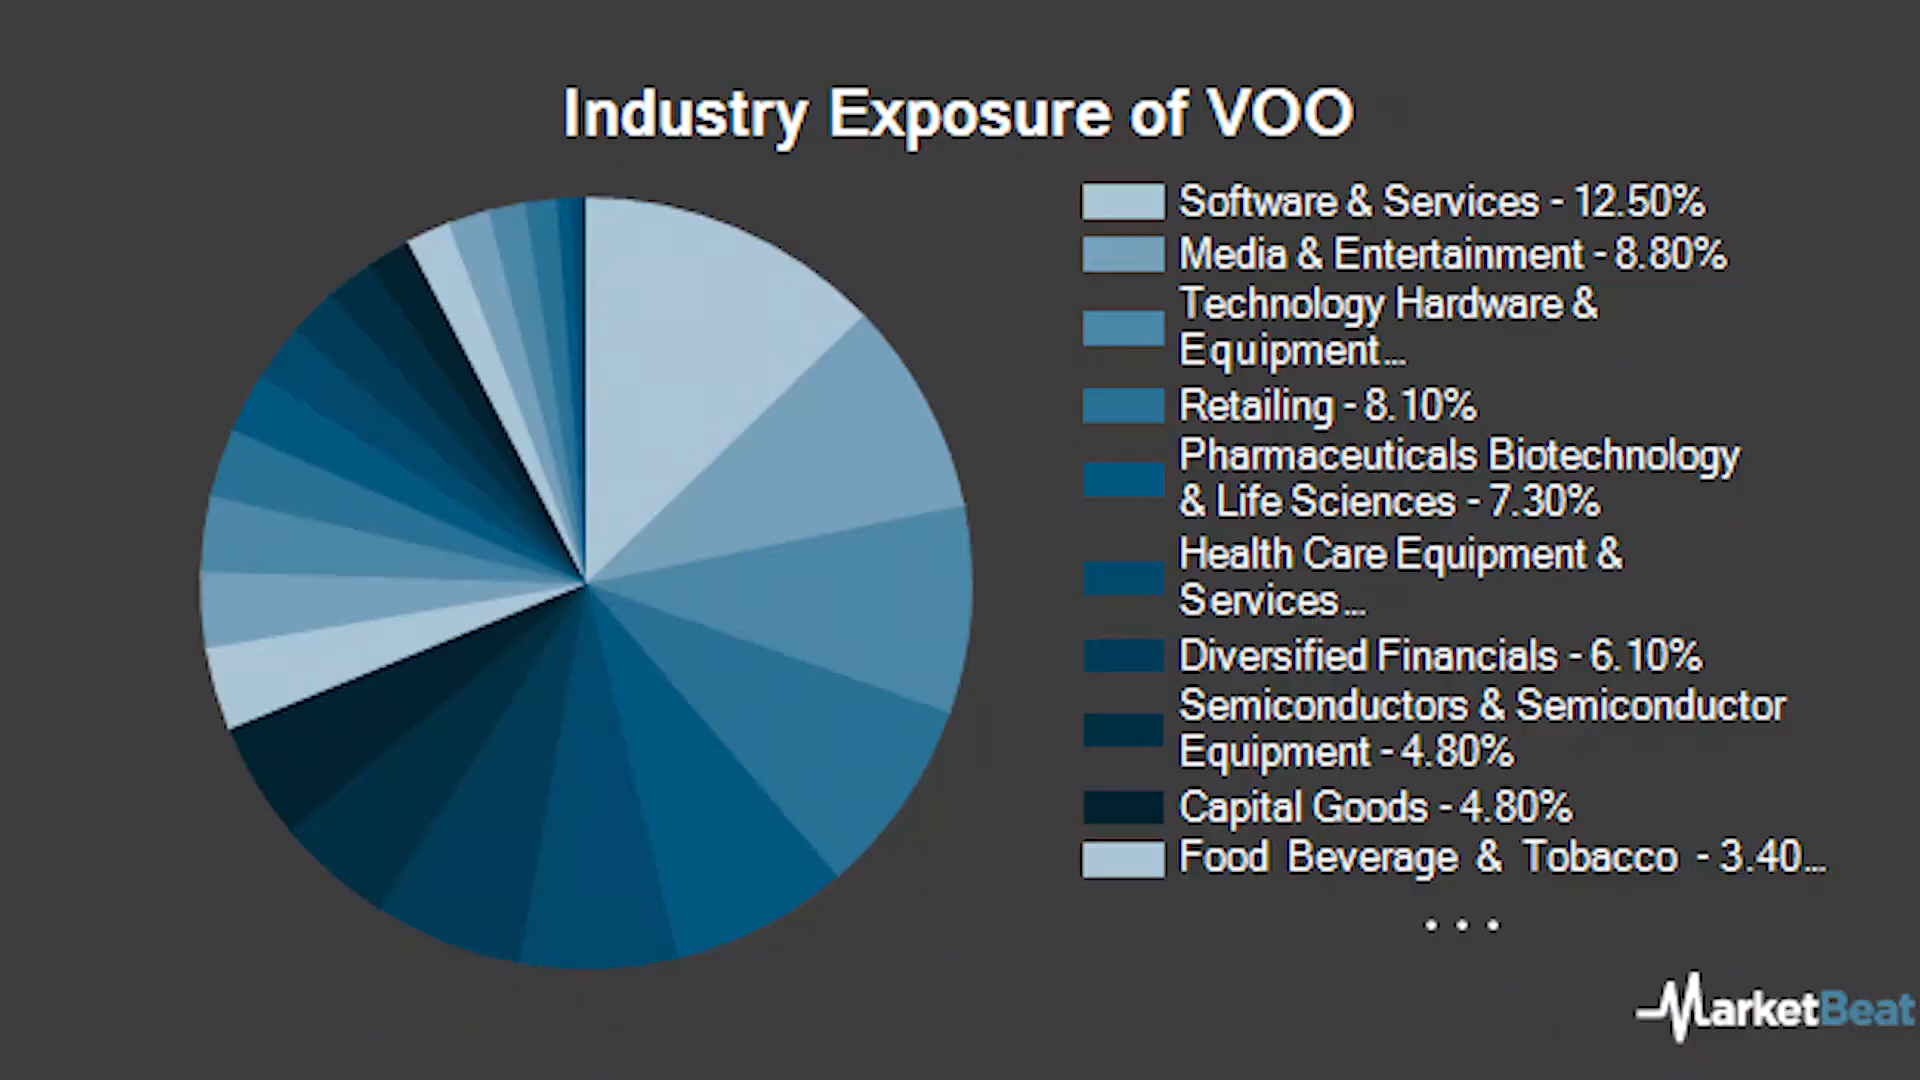 Industry Exposure of VOO
Software & Services - 12.50%
Media & Entertainment - 8.80%
Technology Hardware &
Equipment...
Retailing - 8.10%
Pharmaceuticals Biotechnology
& Life Sciences - 7.30%
Health Care Equipment &
Services...
Diversified Financials - 6.10%
Semiconductors & Semiconductor
Equipment - 4.80%
Capital Goods - 4.80%
Food Beverage & Tobacco - 3.40...
...
MarketBeat